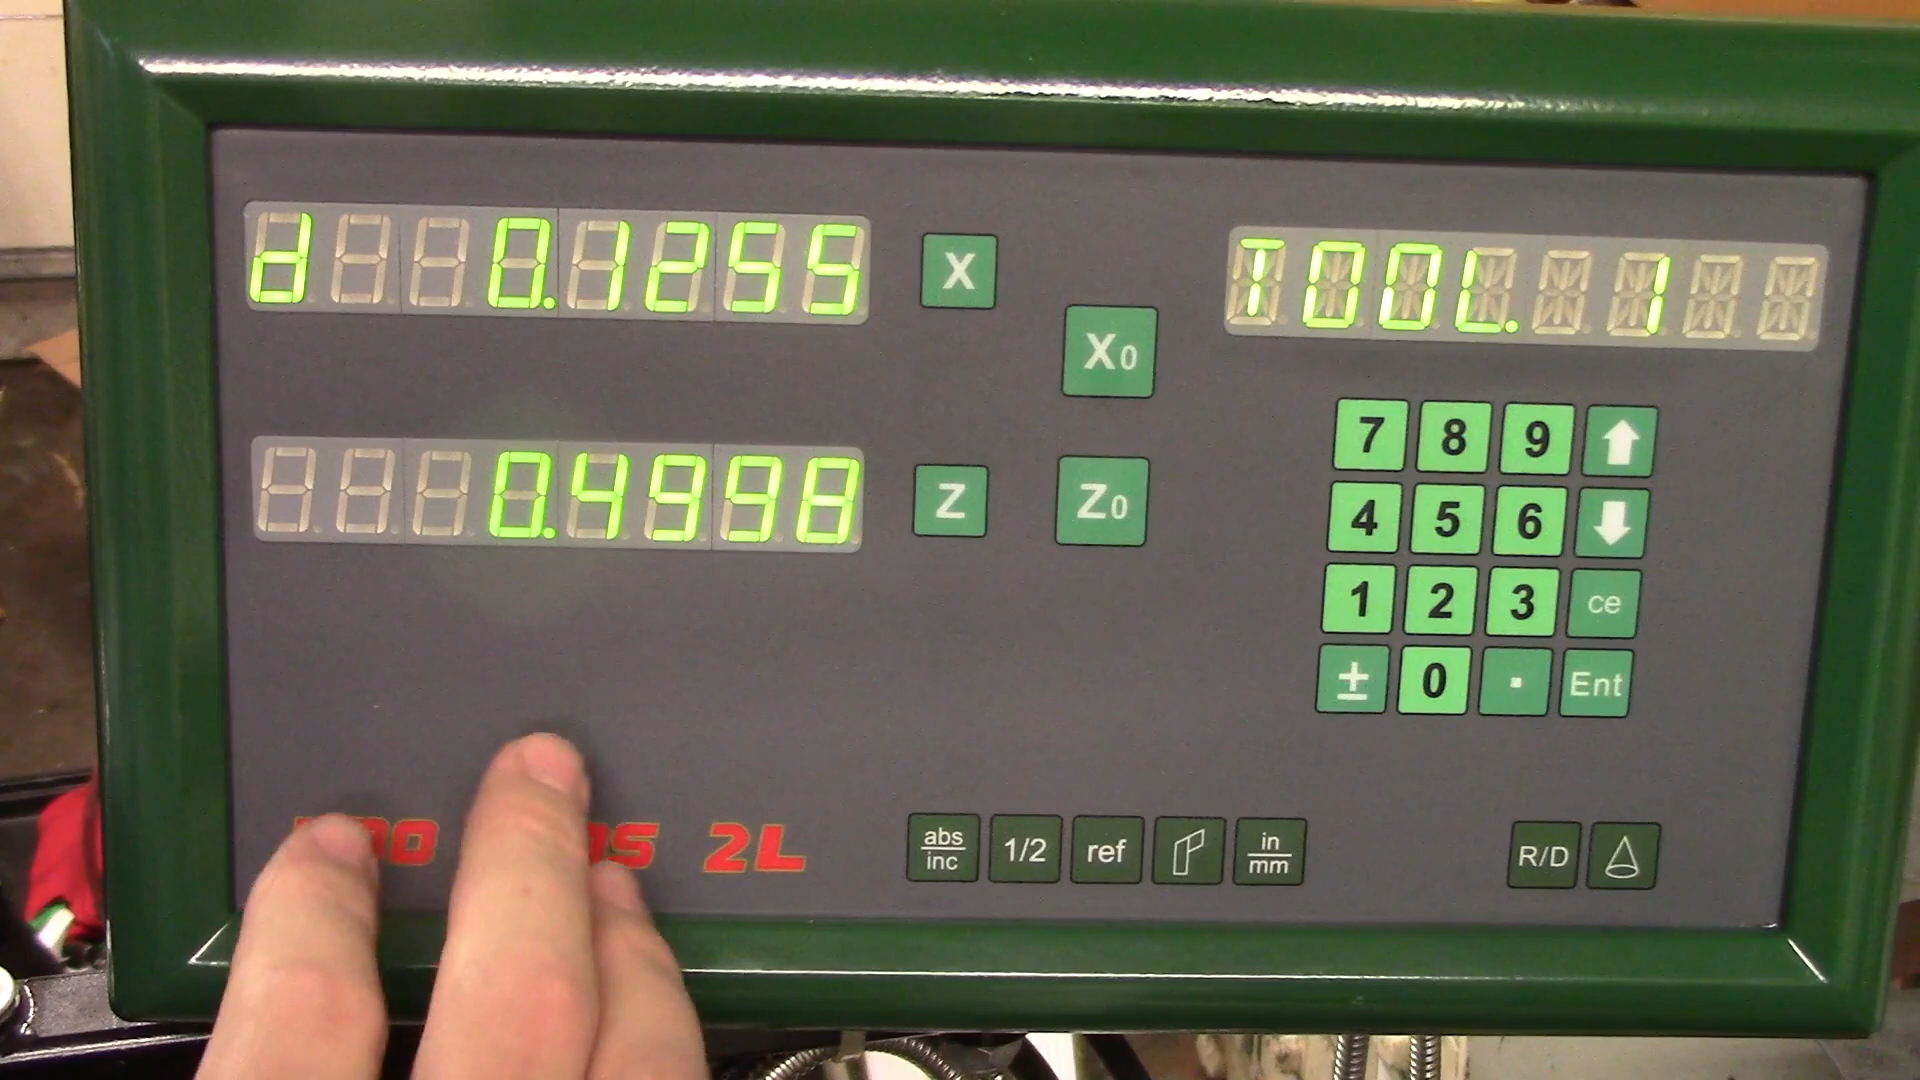 d 0.1255
X
TOOL. 1
X0
0.4998
Z
Z0
7 8 9
4 5 6
1 2 3 ce
± 0 . Ent
2L
abs
inc
1/2
ref
in
mm
R/D